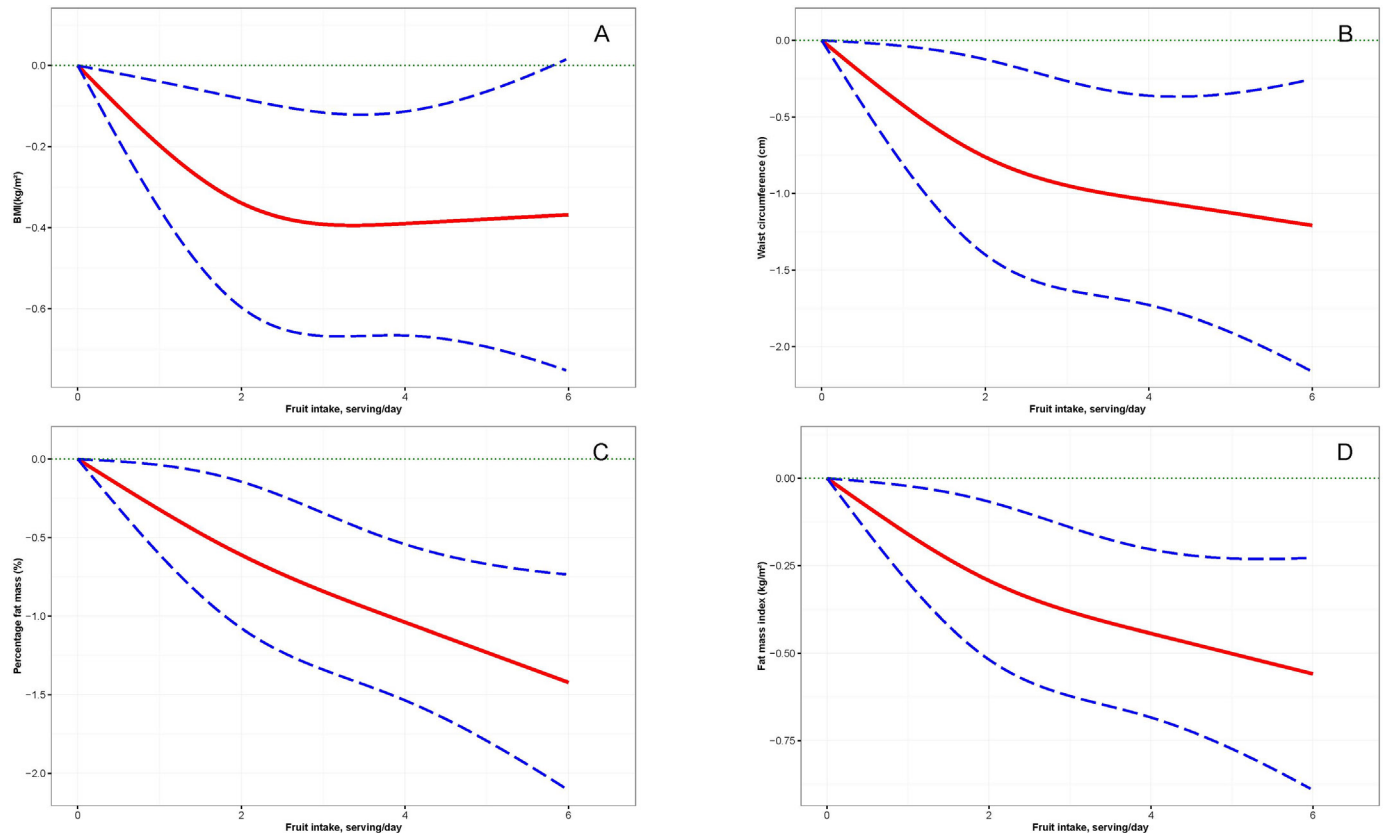 A
0.0
−0.2
−0.4
−0.6
BMI(kg/m²)
0
2
4
6
Fruit intake, serving/day
B
0.0
−0.5
−1.0
−1.5
−2.0
Waist circumference (cm)
0
2
4
6
Fruit intake, serving/day
C
0.0
−0.5
−1.0
−1.5
−2.0
Percentage fat mass (%)
0
2
4
6
Fruit intake, serving/day
D
0.00
−0.25
−0.50
−0.75
Fat mass index (kg/m²)
0
2
4
6
Fruit intake, serving/day